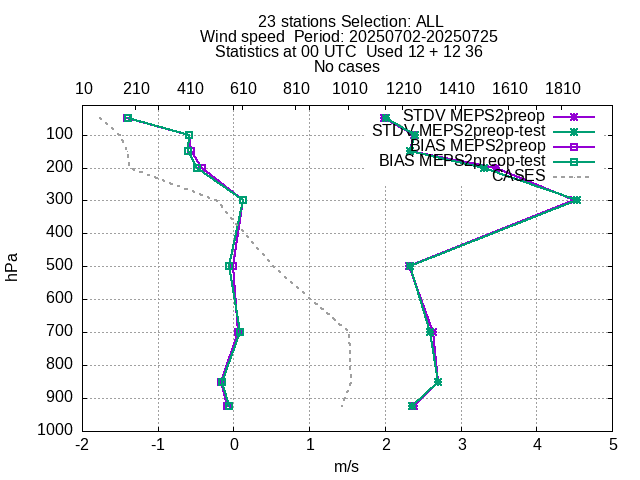 23 stations Selection: ALL
Wind speed  Period: 20250702-20250725
Statistics at 00 UTC  Used 12 + 12 36
No cases
10 210 410 610 810 1010 1210 1410 1610 1810
STDV MEPS2preop
STDV MEPS2preop-test
BIAS MEPS2preop
BIAS MEPS2preop-test
CASES
100
200
300
400
500
600
700
800
900
1000
hPa
-2 -1 0 1 2 3 4 5
m/s